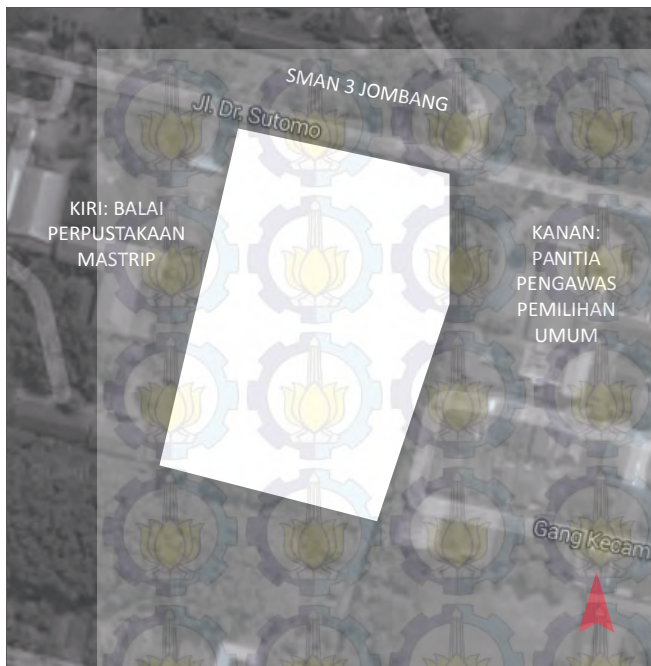 SMAN 3 JOMBANG
Jl. Dr. Sutomo
KIRI: BALAI
PERPUSTAKAAN
MASTRIP
KANAN:
PANITIA
PENGAWAS
PEMILIHAN
UMUM
Gang Kecam